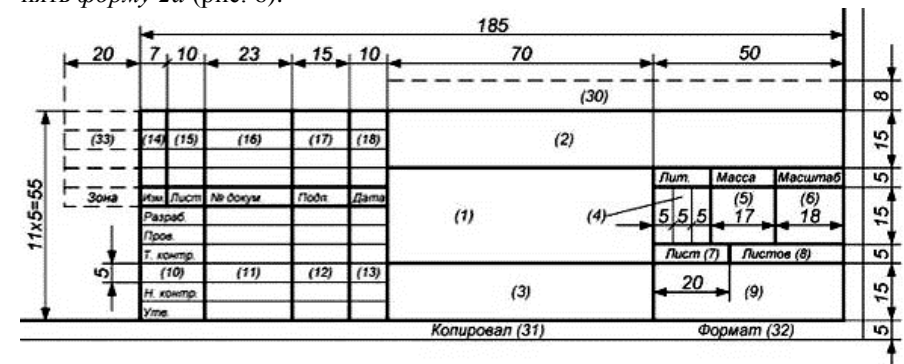 нять форму 2а (рис. 6).
185
20 7 10 23 15 10 70 50
(30) 8
(33) (14) (15) (16) (17) (18) (2) 15
Лит. Масса Масштаб 5
Зона Изм. Лист № докум Подп. Дата (1) (4) (5) (6) 15
5 5 5 17 18
Разраб.
Пров.
Т. контр. Лист (7) Листов (8) 5
11x5=55
5 (10) (11) (12) (13) (3) 20 (9) 15
Н. контр.
Утв.
Копировал (31) Формат (32) 5